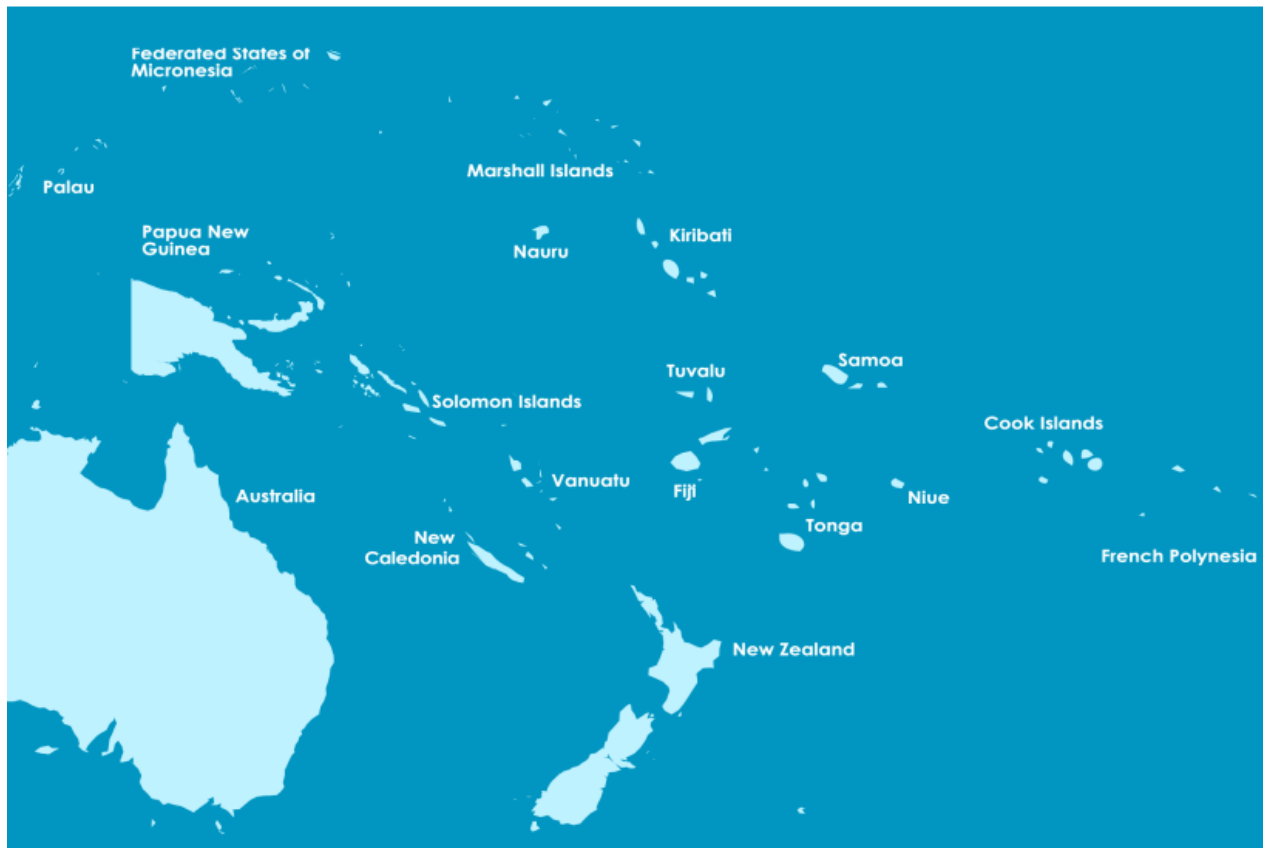 Federated States of
Micronesia
Marshall Islands
Palau
Papua New
Guinea
Nauru
Kiribati
Samoa
Tuvalu
Solomon Islands
Cook Islands
Vanuatu
Fiji
Niue
Australia
Tonga
New
Caledonia
French Polynesia
New Zealand